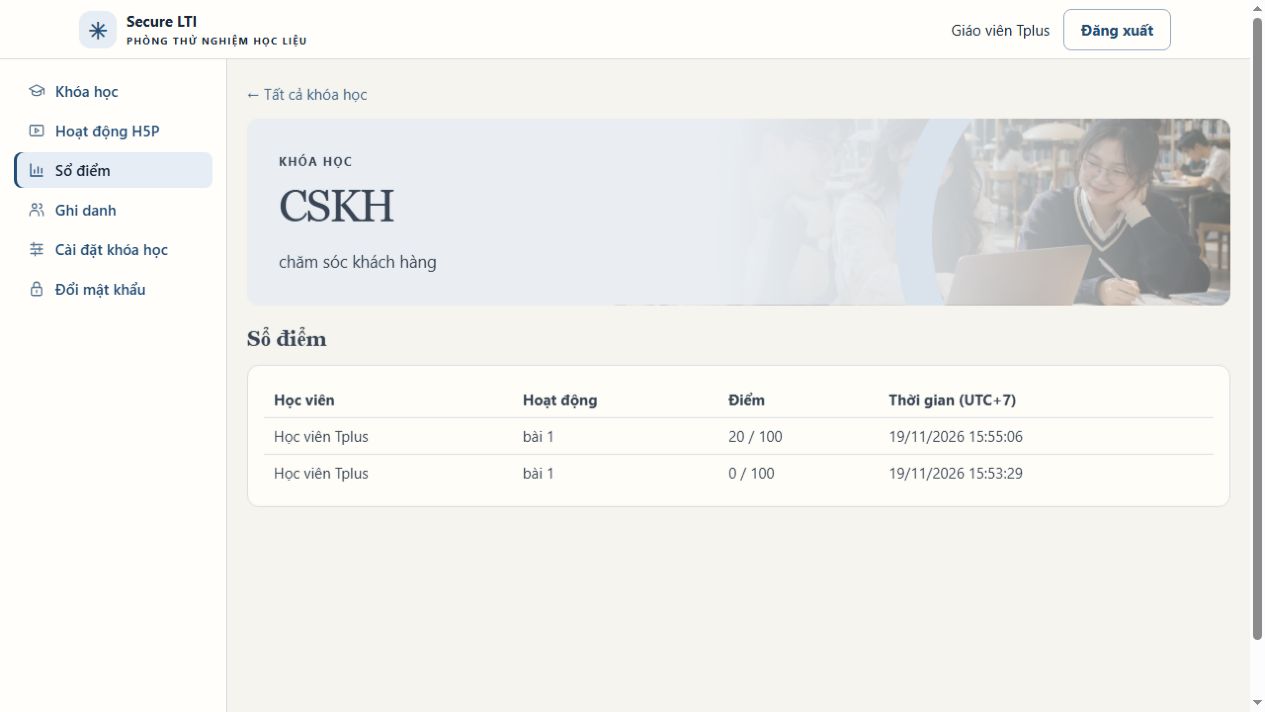 Secure LTI
PHÒNG THỬ NGHIỆM HỌC LIỆU
Giáo viên Tplus
Đăng xuất
Khóa học
Hoạt động H5P
Sổ điểm
Ghi danh
Cài đặt khóa học
Đổi mật khẩu
← Tất cả khóa học
KHÓA HỌC
CSKH
chăm sóc khách hàng
Sổ điểm
Học viên Hoạt động Điểm Thời gian (UTC+7)
Học viên Tplus bài 1 20 / 100 19/11/2026 15:55:06
Học viên Tplus bài 1 0 / 100 19/11/2026 15:53:29